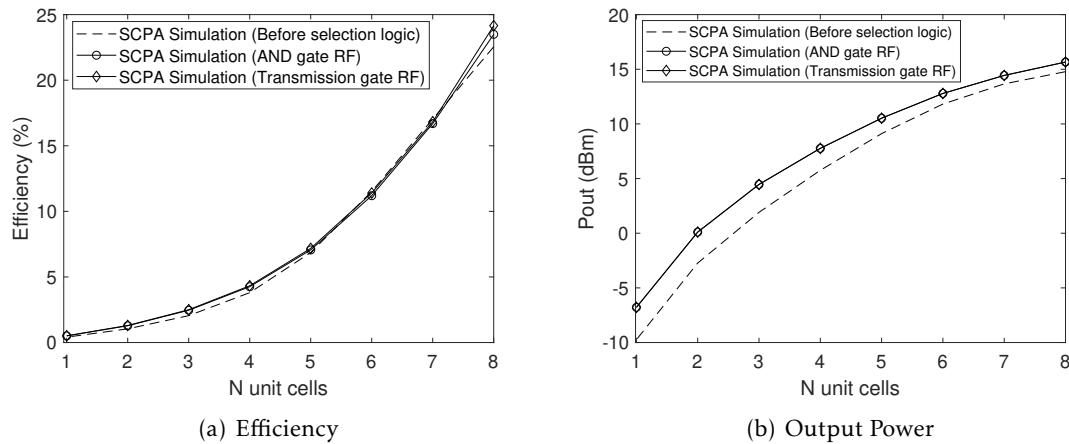 SCPA Simulation (Before selection logic)
SCPA Simulation (AND gate RF)
SCPA Simulation (Transmission gate RF)
25
20
15
10
5
0
Efficiency (%)
1 2 3 4 5 6 7 8
N unit cells
(a) Efficiency
SCPA Simulation (Before selection logic)
SCPA Simulation (AND gate RF)
SCPA Simulation (Transmission gate RF)
20
15
10
5
0
-5
-10
Pout (dBm)
1 2 3 4 5 6 7 8
N unit cells
(b) Output Power